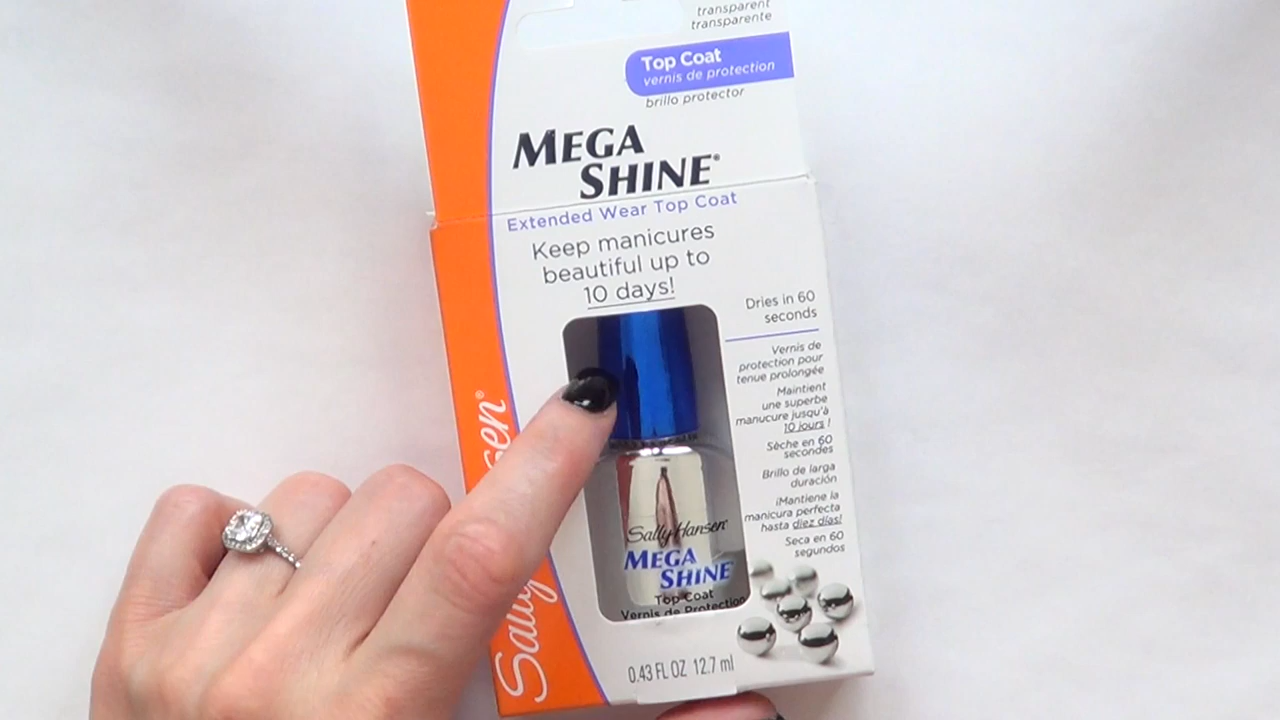 transparent
transparente
Top Coat
vernis de protection
brillo protector
MEGA
SHINE®
Extended Wear Top Coat
Keep manicures
beautiful up to
10 days!
Dries in 60
seconds
Vernis de
protection pour
tenue prolongée
Maintient
une superbe
manucure jusqu'à
10 jours !
Sèche en 60
secondes
Brillo de larga
duración
¡Mantiene la
manicura perfecta
hasta diez días!
Seca en 60
segundos
Sally Hansen
MEGA
SHINE
Top Coat
Vernis de Protection
0.43 FL OZ 12.7 ml